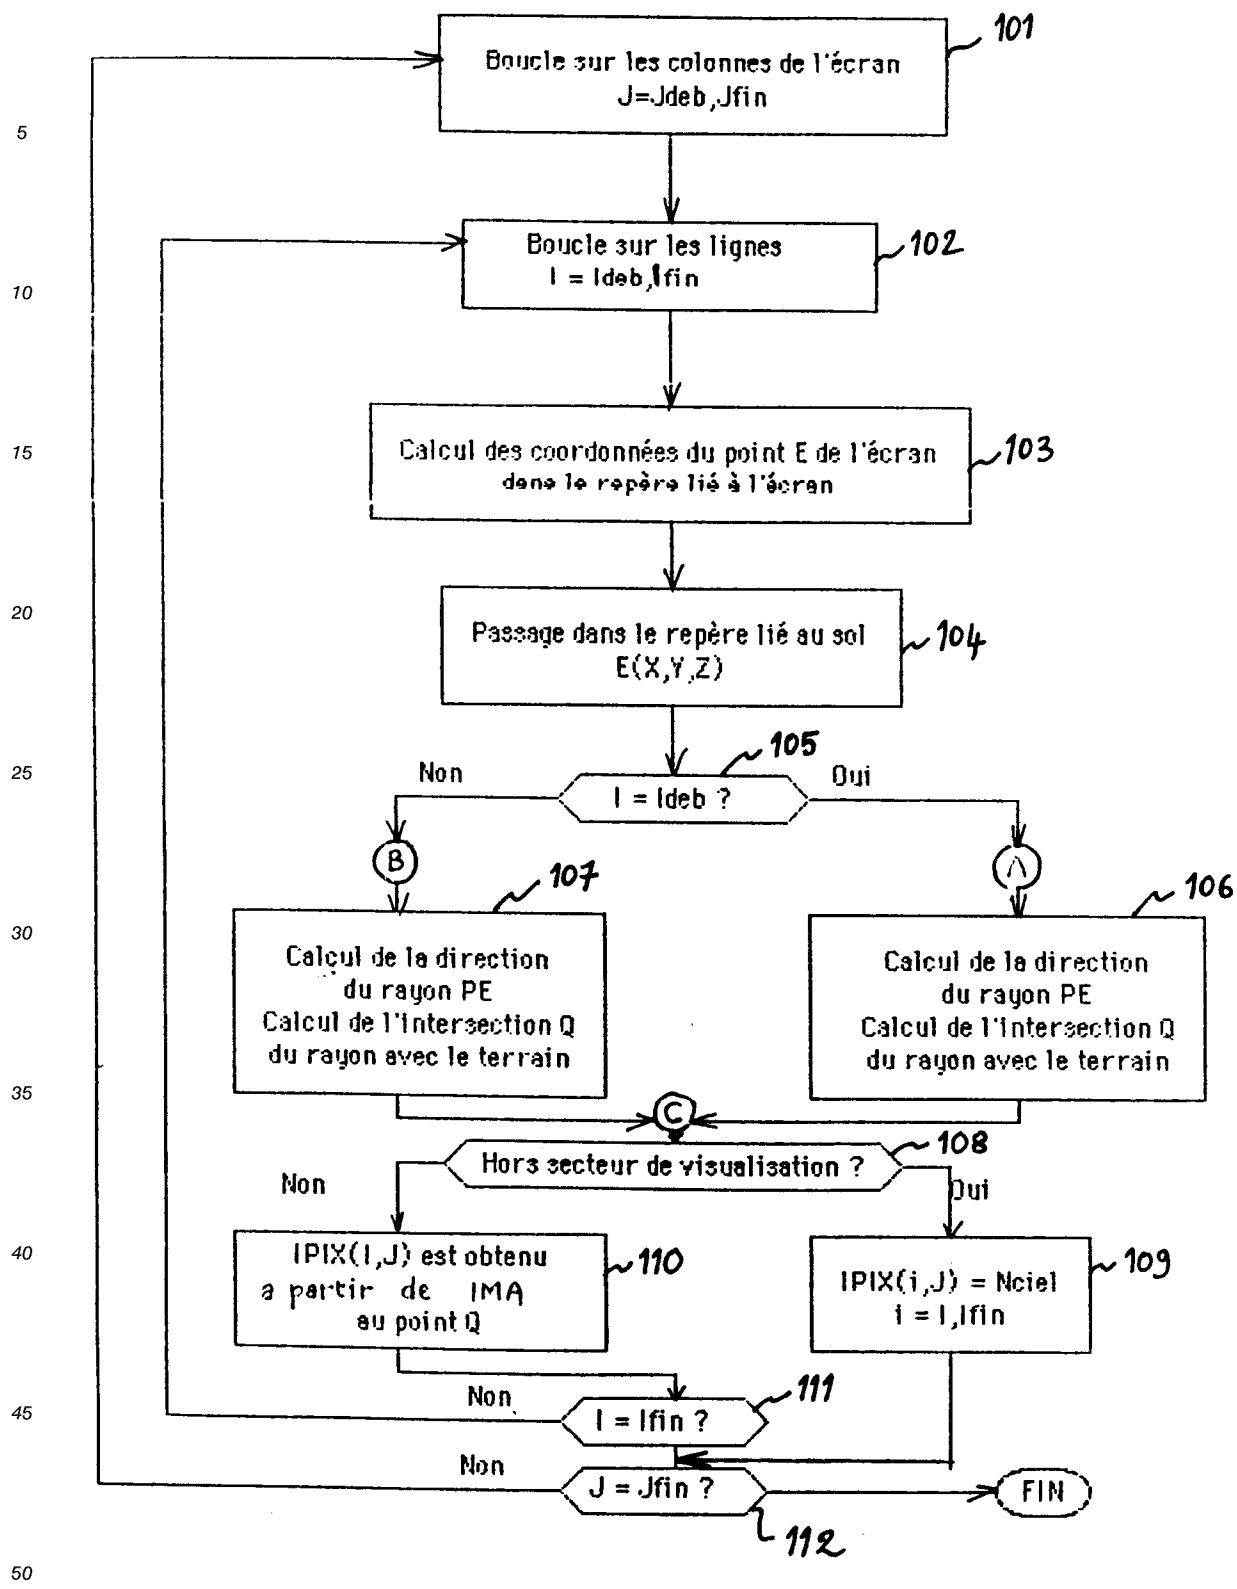 101
Boucle sur les colonnes de l'écran
J=Jdeb,Jfin
5
102
Boucle sur les lignes
I = Ideb,Ifin
10
15
Calcul des coordonnées du point E de l'écran
dans le repère lié à l'écran
103
20
Passage dans le repère lié au sol
E(X,Y,Z)
104
105
25
Non
Oui
I = Ideb ?
B
A
107
106
30
Calcul de la direction
du rayon PE
Calcul de l'intersection Q
du rayon avec le terrain
Calcul de la direction
du rayon PE
Calcul de l'intersection Q
du rayon avec le terrain
35
C
108
Hors secteur de visualisation ?
Non
Oui
40
IPIX(I,J) est obtenu
a partir de IMA
au point Q
110
IPIX(i,J) = Nciel
i = I,Ifin
109
111
Non
45
I = Ifin ?
Non
J = Jfin ?
FIN
112
50